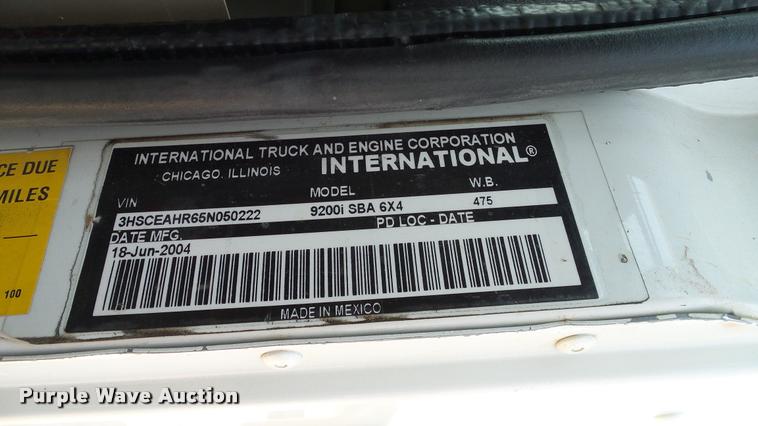 CE DUE
MILES
100
INTERNATIONAL TRUCK AND ENGINE CORPORATION
CHICAGO, ILLINOIS INTERNATIONAL®
VIN MODEL W.B.
3HSCEAHR65N050222 9200i SBA 6X4 475
DATE MFG. PD LOC - DATE
18-Jun-2004
MADE IN MEXICO
Purple Wave Auction